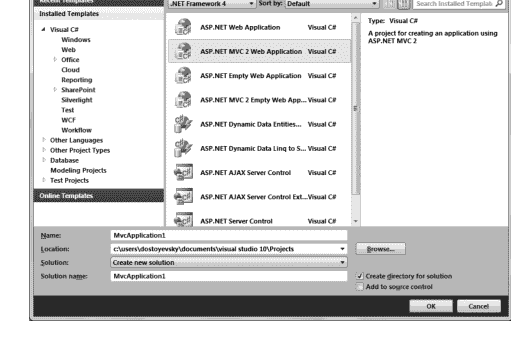 Recent Templates
.NET Framework 4
Sort by: Default
Search Installed Templat
Installed Templates
Visual C#
Windows
Web
Office
Cloud
Reporting
SharePoint
Silverlight
Test
WCF
Workflow
Other Languages
Other Project Types
Database
Modeling Projects
Test Projects
Online Templates
ASP.NET Web Application Visual C#
ASP.NET MVC 2 Web Application Visual C#
ASP.NET Empty Web Application Visual C#
ASP.NET MVC 2 Empty Web App... Visual C#
ASP.NET Dynamic Data Entities... Visual C#
ASP.NET Dynamic Data Linq to S... Visual C#
ASP.NET AJAX Server Control Visual C#
ASP.NET AJAX Server Control Ext... Visual C#
ASP.NET Server Control Visual C#
Type: Visual C#
A project for creating an application using
ASP.NET MVC 2
Name: MvcApplication1
Location: c:\users\dostoyevsky\documents\visual studio 10\Projects Browse...
Solution: Create new solution
Solution name: MvcApplication1
Create directory for solution
Add to source control
OK Cancel